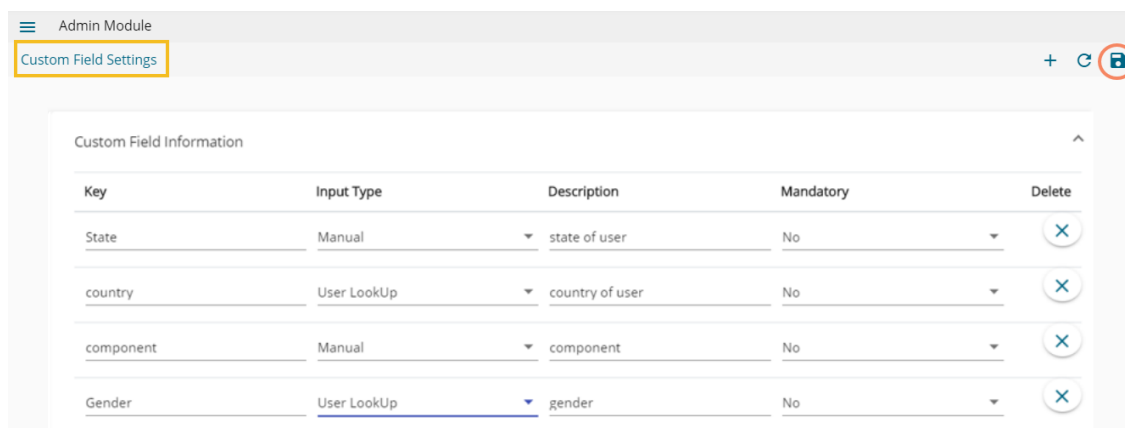 Admin Module
Custom Field Settings
Custom Field Information
Key Input Type Description Mandatory Delete
State Manual state of user No
country User LookUp country of user No
component Manual component No
Gender User LookUp gender No